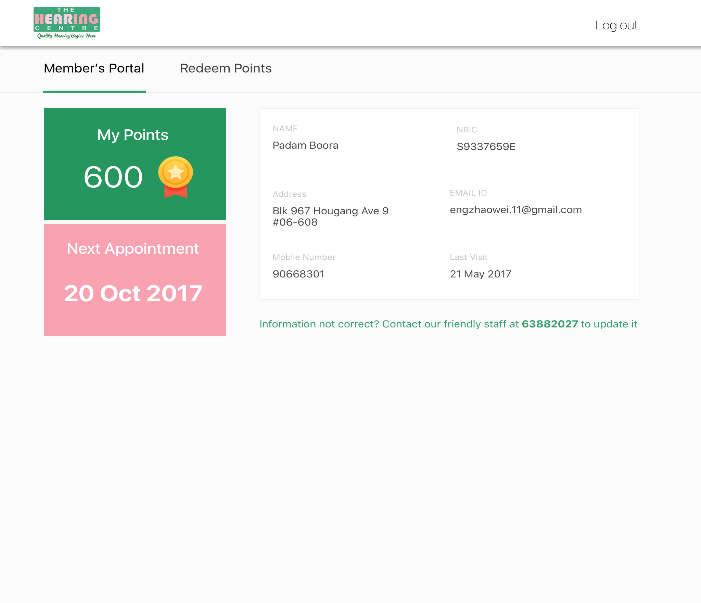 THE
HEARING
CENTRE
Quality Hearing Begins Here
Log out
Member's Portal
Redeem Points
My Points
600
Next Appointment
20 Oct 2017
NAME
Padam Boora
NRIC
S9337659E
Address
Blk 967 Hougang Ave 9
#06-608
EMAIL ID
engzhaowei.11@gmail.com
Mobile Number
90668301
Last Visit
21 May 2017
Information not correct? Contact our friendly staff at 63882027 to update it